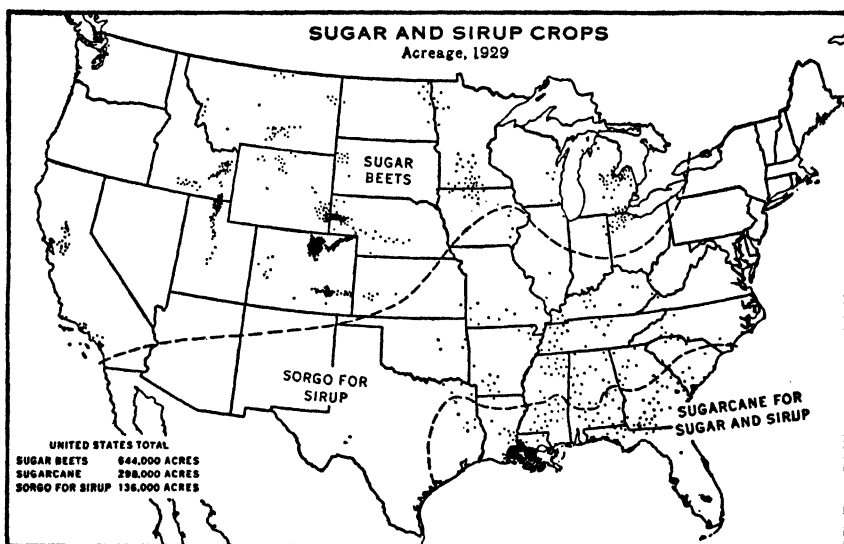 SUGAR AND SIRUP CROPS
Acreage, 1929
SUGAR
BEETS
SORGO FOR
SIRUP
SUGARCANE FOR
SUGAR AND SIRUP
UNITED STATES TOTAL
SUGAR BEETS 644,000 ACRES
SUGARCANE 298,000 ACRES
SORGO FOR SIRUP 136,000 ACRES